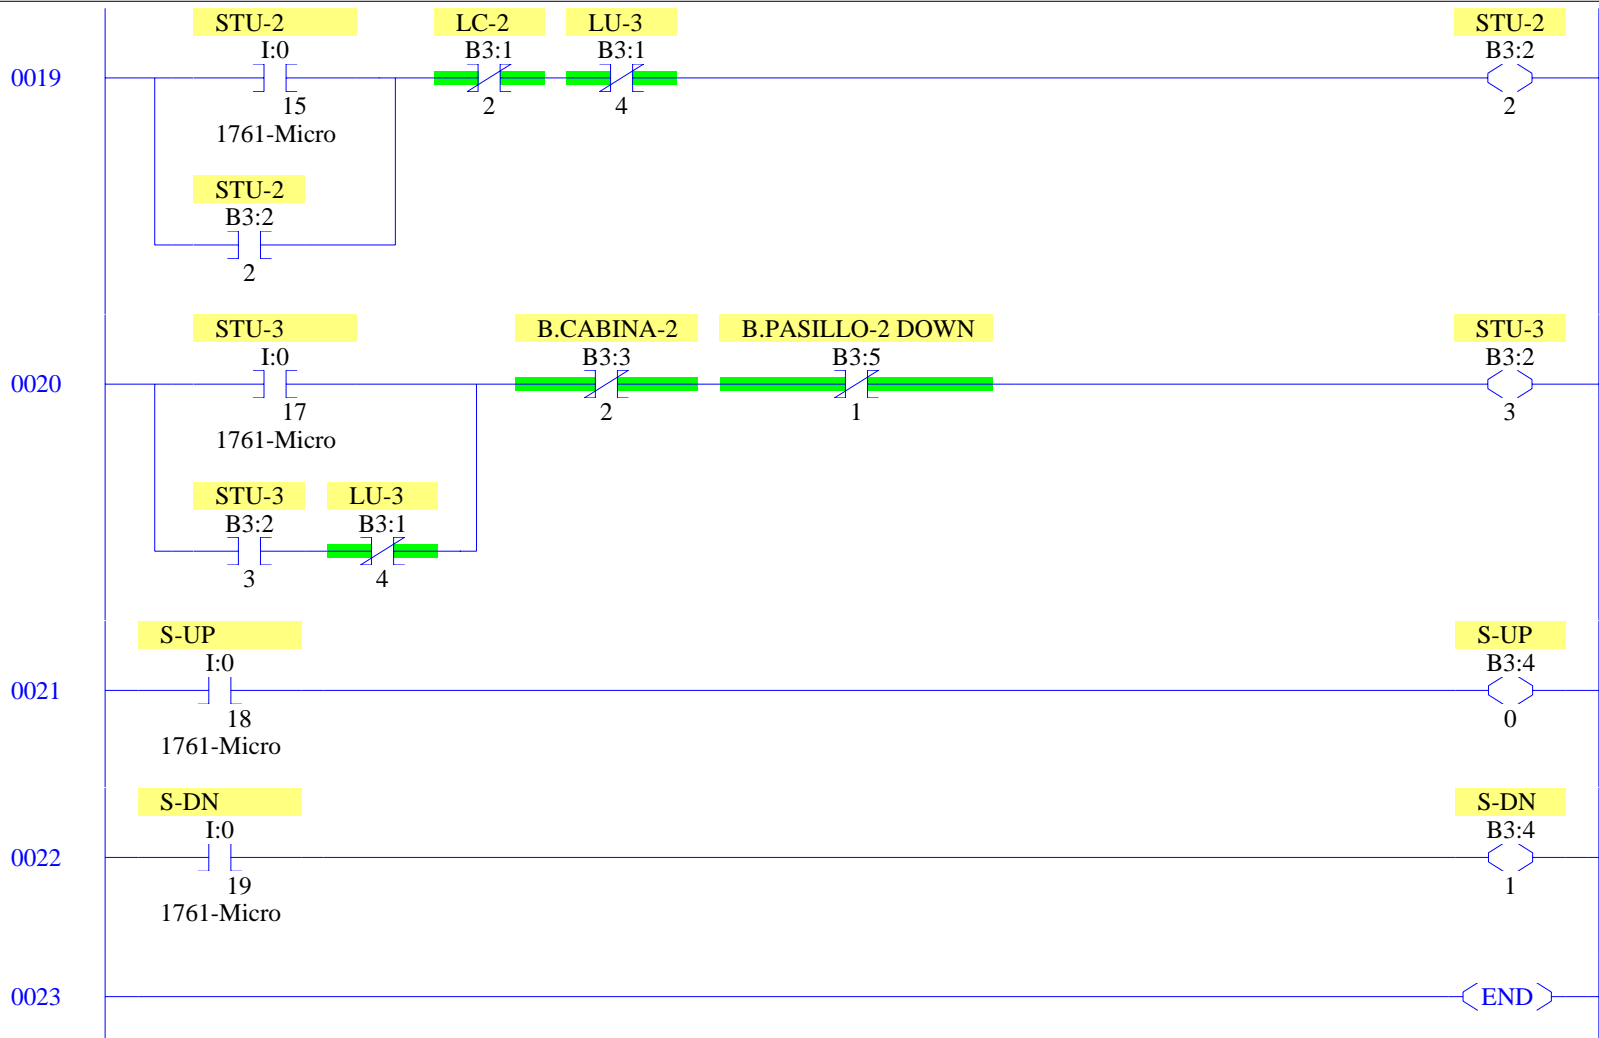 STU-2 LC-2 LU-3 STU-2
I:0 B3:1 B3:1 B3:2
0019
15 2 4 2
1761-Micro
STU-2
B3:2
2
STU-3 B.CABINA-2 B.PASILLO-2 DOWN STU-3
I:0 B3:3 B3:5 B3:2
0020
17 2 1 3
1761-Micro
STU-3 LU-3
B3:2 B3:1
3 4
S-UP S-UP
I:0 B3:4
0021
18 0
1761-Micro
S-DN S-DN
I:0 B3:4
0022
19 1
1761-Micro
0023 END